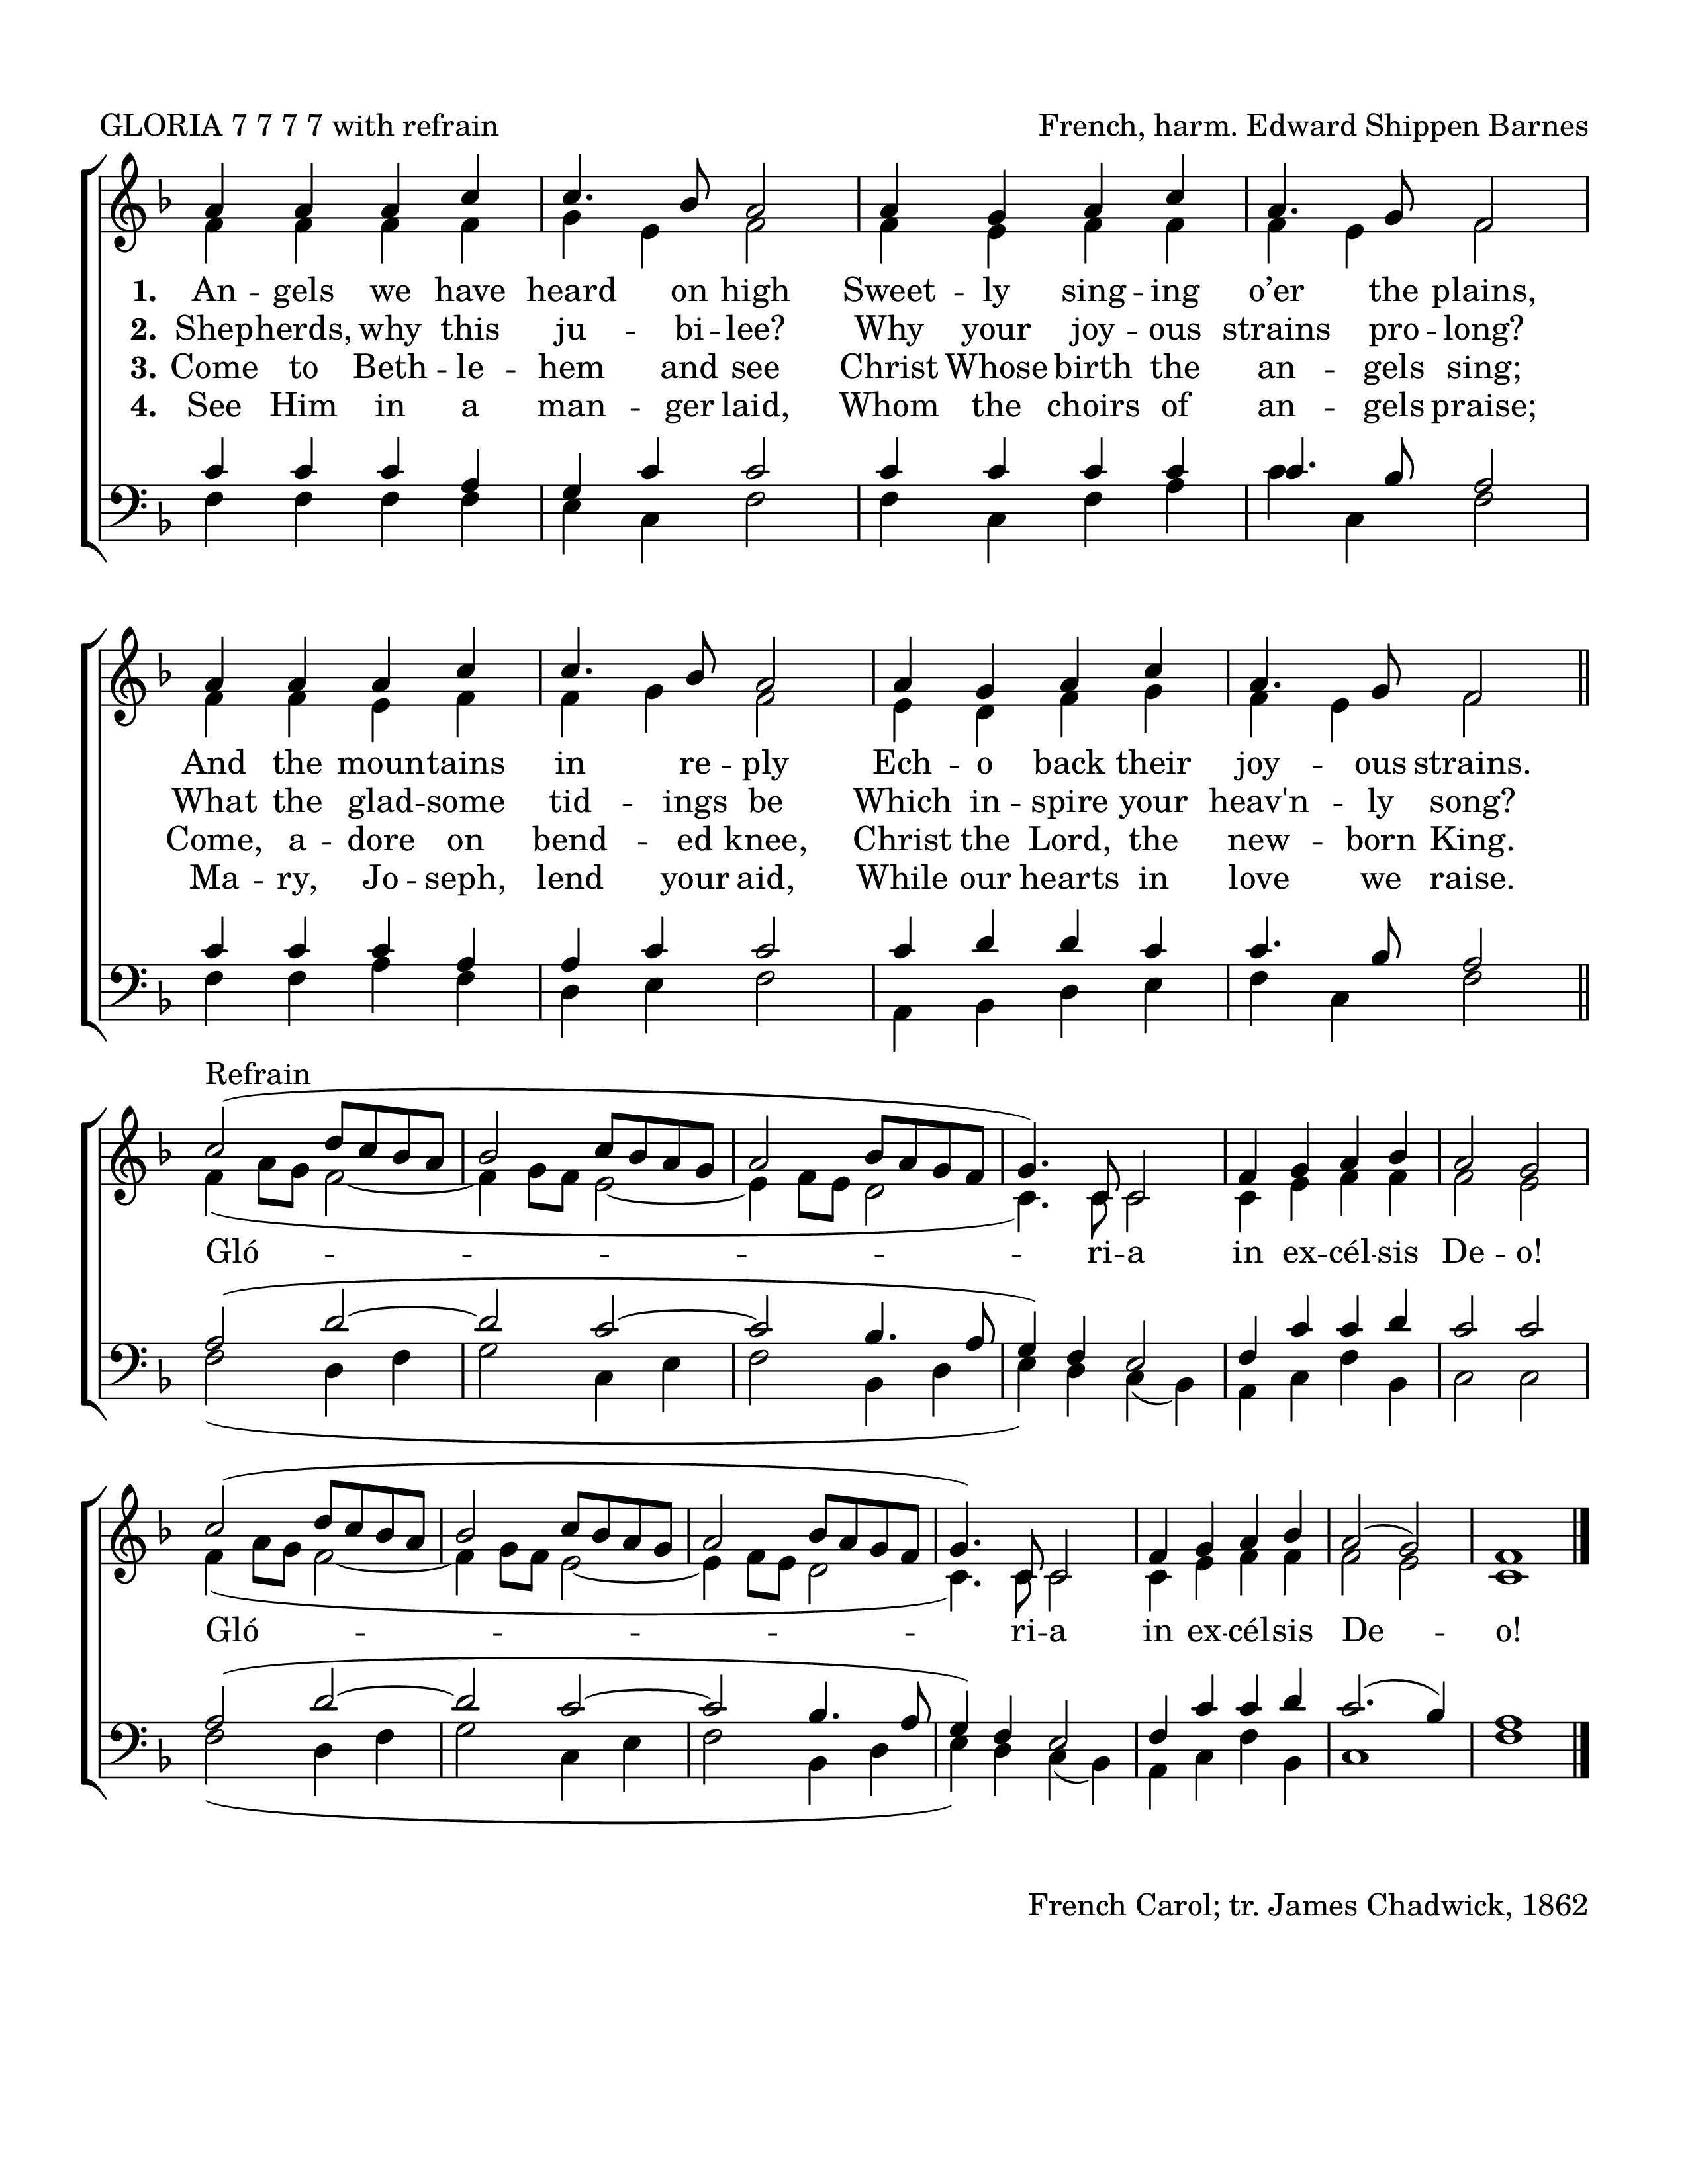 GLORIA 7 7 7 7 with refrain
French, harm. Edward Shippen Barnes
1. An - gels we have heard on high Sweet - ly sing - ing o’er the plains,
2. Shepherds, why this ju - bi - lee? Why your joy - ous strains pro - long?
3. Come to Beth - le - hem and see Christ Whose birth the an - gels sing;
4. See Him in a man - ger laid, Whom the choirs of an - gels praise;
And the mountains in re - ply Ech - o back their joy - ous strains.
What the glad - some tid - ings be Which in - spire your heav'n - ly song?
Come, a - dore on bend - ed knee, Christ the Lord, the new - born King.
Ma - ry, Jo - seph, lend your aid, While our hearts in love we raise.
Refrain
Gló - - - - - - - ri - a in ex - cél - sis De - o!
Gló - - - - - - ri - a in ex - célsis De - o!
French Carol; tr. James Chadwick, 1862